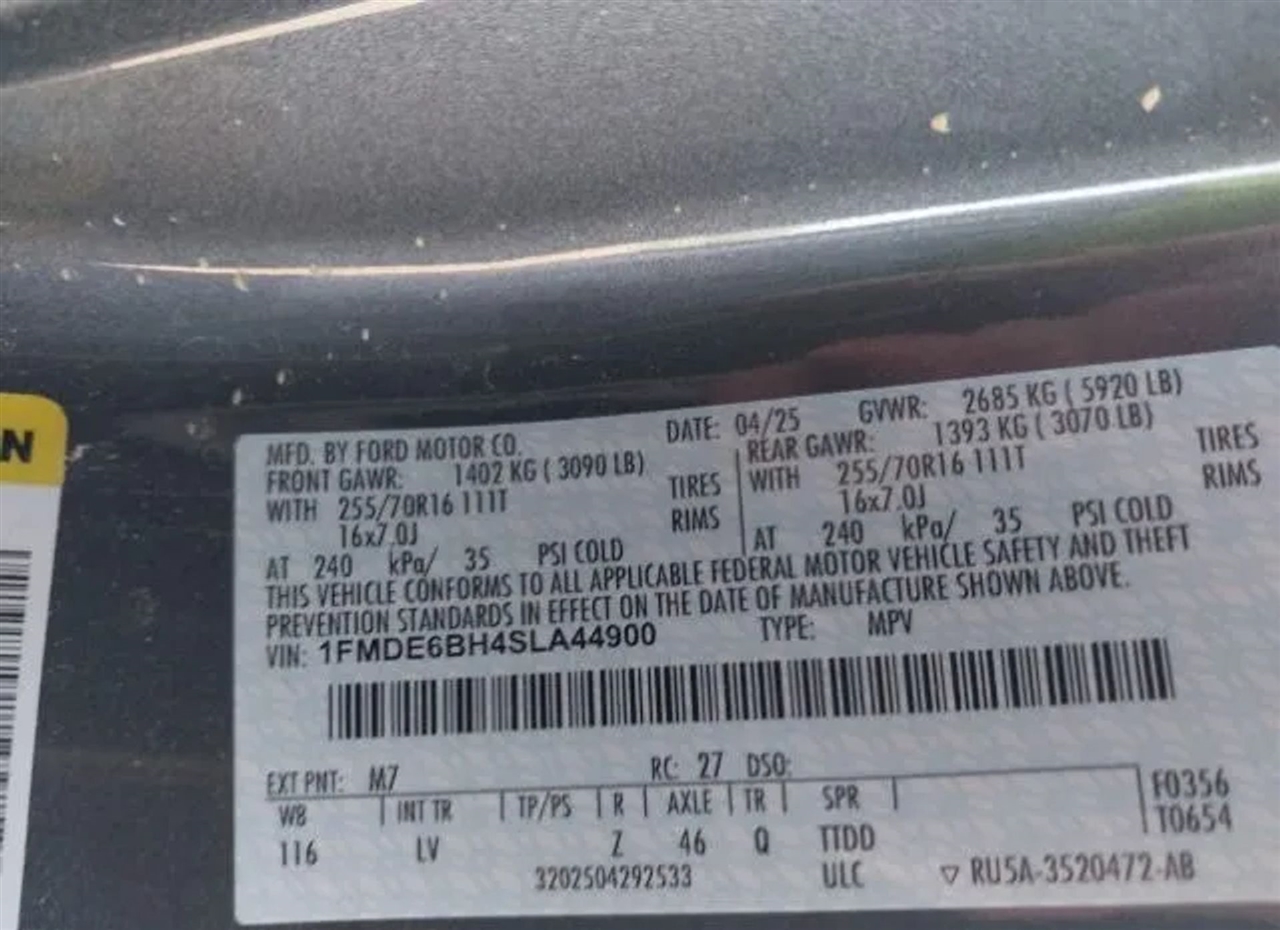 N
MFD. BY FORD MOTOR CO. DATE: 04/25 GVWR: 2685 KG ( 5920 LB)
FRONT GAWR: 1402 KG ( 3090 LB) REAR GAWR: 1393 KG ( 3070 LB)
WITH 255/70R16 111T TIRES WITH 255/70R16 111T TIRES
16x7.0J RIMS 16x7.0J RIMS
AT 240 kPa/ 35 PSI COLD AT 240 kPa/ 35 PSI COLD
THIS VEHICLE CONFORMS TO ALL APPLICABLE FEDERAL MOTOR VEHICLE SAFETY AND THEFT
PREVENTION STANDARDS IN EFFECT ON THE DATE OF MANUFACTURE SHOWN ABOVE.
VIN: 1FMDE6BH4SLA44900 TYPE: MPV
EXT PNT: M7 RC: 27 DSO:
WB INT TR TP/PS R AXLE TR SPR F0356
116 LV Z 46 Q TTDD T0654
3202504292533 ULC ▽ RU5A-3520472-AB